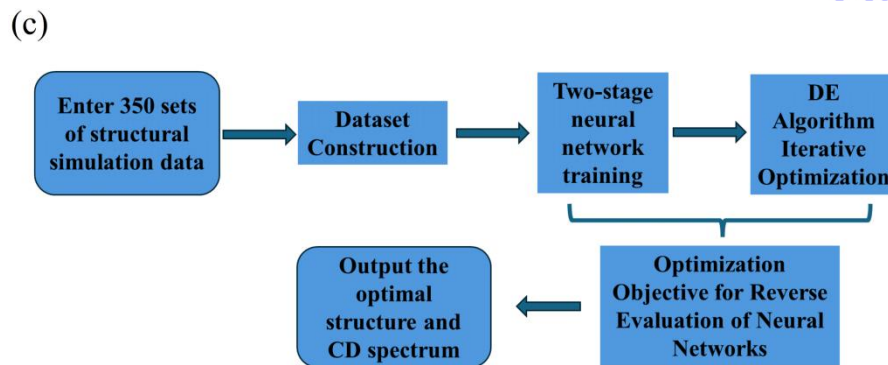 (c)
Enter 350 sets
of structural
simulation data
Dataset
Construction
Two-stage
neural
network
training
DE
Algorithm
Iterative
Optimization
Optimization
Objective for Reverse
Evaluation of Neural
Networks
Output the
optimal
structure and
CD spectrum